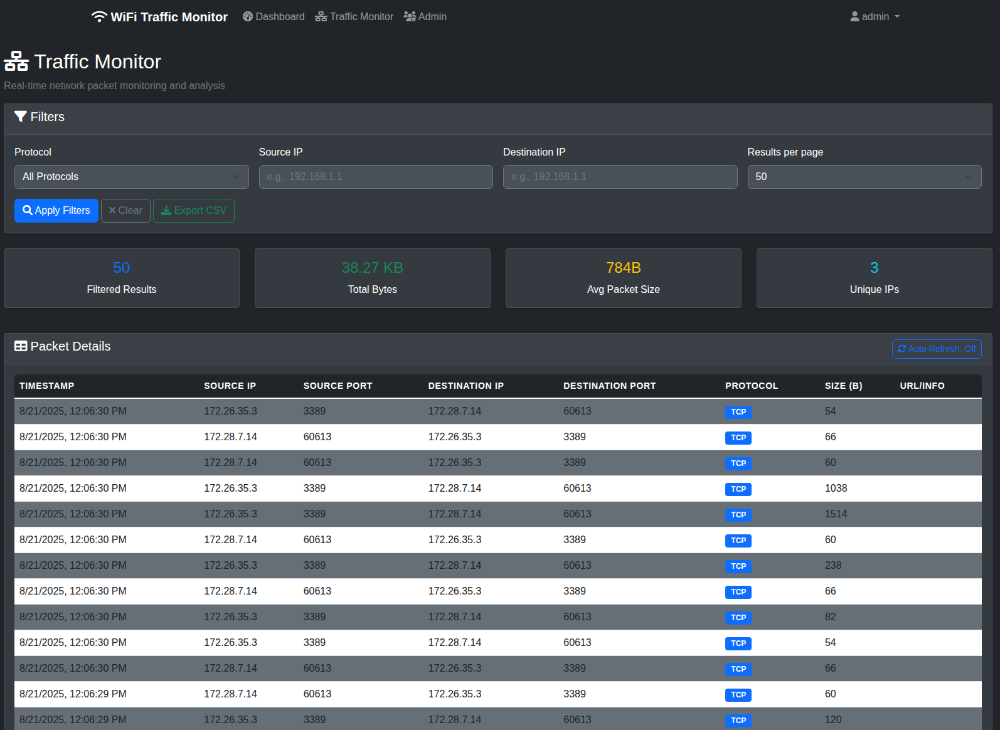 WiFi Traffic Monitor Dashboard Traffic Monitor Admin admin
Traffic Monitor
Real-time network packet monitoring and analysis
Filters
Protocol Source IP Destination IP Results per page
All Protocols e.g., 192.168.1.1 e.g., 192.168.1.1 50
Apply Filters Clear Export CSV
50 38.27 KB 784B 3
Filtered Results Total Bytes Avg Packet Size Unique IPs
Packet Details Auto Refresh: Off
TIMESTAMP SOURCE IP SOURCE PORT DESTINATION IP DESTINATION PORT PROTOCOL SIZE (B) URL/INFO
8/21/2025, 12:06:30 PM 172.26.35.3 3389 172.28.7.14 60613 TCP 54
8/21/2025, 12:06:30 PM 172.28.7.14 60613 172.26.35.3 3389 TCP 66
8/21/2025, 12:06:30 PM 172.28.7.14 60613 172.26.35.3 3389 TCP 60
8/21/2025, 12:06:30 PM 172.26.35.3 3389 172.28.7.14 60613 TCP 1038
8/21/2025, 12:06:30 PM 172.26.35.3 3389 172.28.7.14 60613 TCP 1514
8/21/2025, 12:06:30 PM 172.28.7.14 60613 172.26.35.3 3389 TCP 60
8/21/2025, 12:06:30 PM 172.26.35.3 3389 172.28.7.14 60613 TCP 238
8/21/2025, 12:06:30 PM 172.28.7.14 60613 172.26.35.3 3389 TCP 66
8/21/2025, 12:06:30 PM 172.26.35.3 3389 172.28.7.14 60613 TCP 82
8/21/2025, 12:06:30 PM 172.26.35.3 3389 172.28.7.14 60613 TCP 54
8/21/2025, 12:06:30 PM 172.28.7.14 60613 172.26.35.3 3389 TCP 66
8/21/2025, 12:06:29 PM 172.28.7.14 60613 172.26.35.3 3389 TCP 60
8/21/2025, 12:06:29 PM 172.26.35.3 3389 172.28.7.14 60613 TCP 120